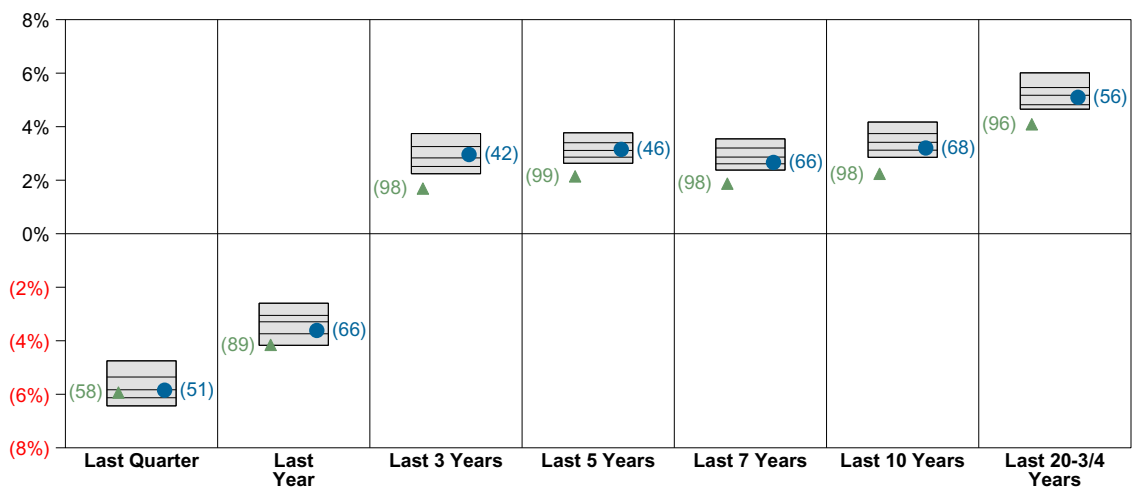 8%
6%
4%
2%
0%
(2%)
(4%)
(6%)
(8%)
(58)
(51)
(89)
(66)
(98)
(42)
(99)
(46)
(98)
(66)
(98)
(68)
(96)
(56)
Last Quarter
Last
Year
Last 3 Years
Last 5 Years
Last 7 Years
Last 10 Years
Last 20-3/4
Years